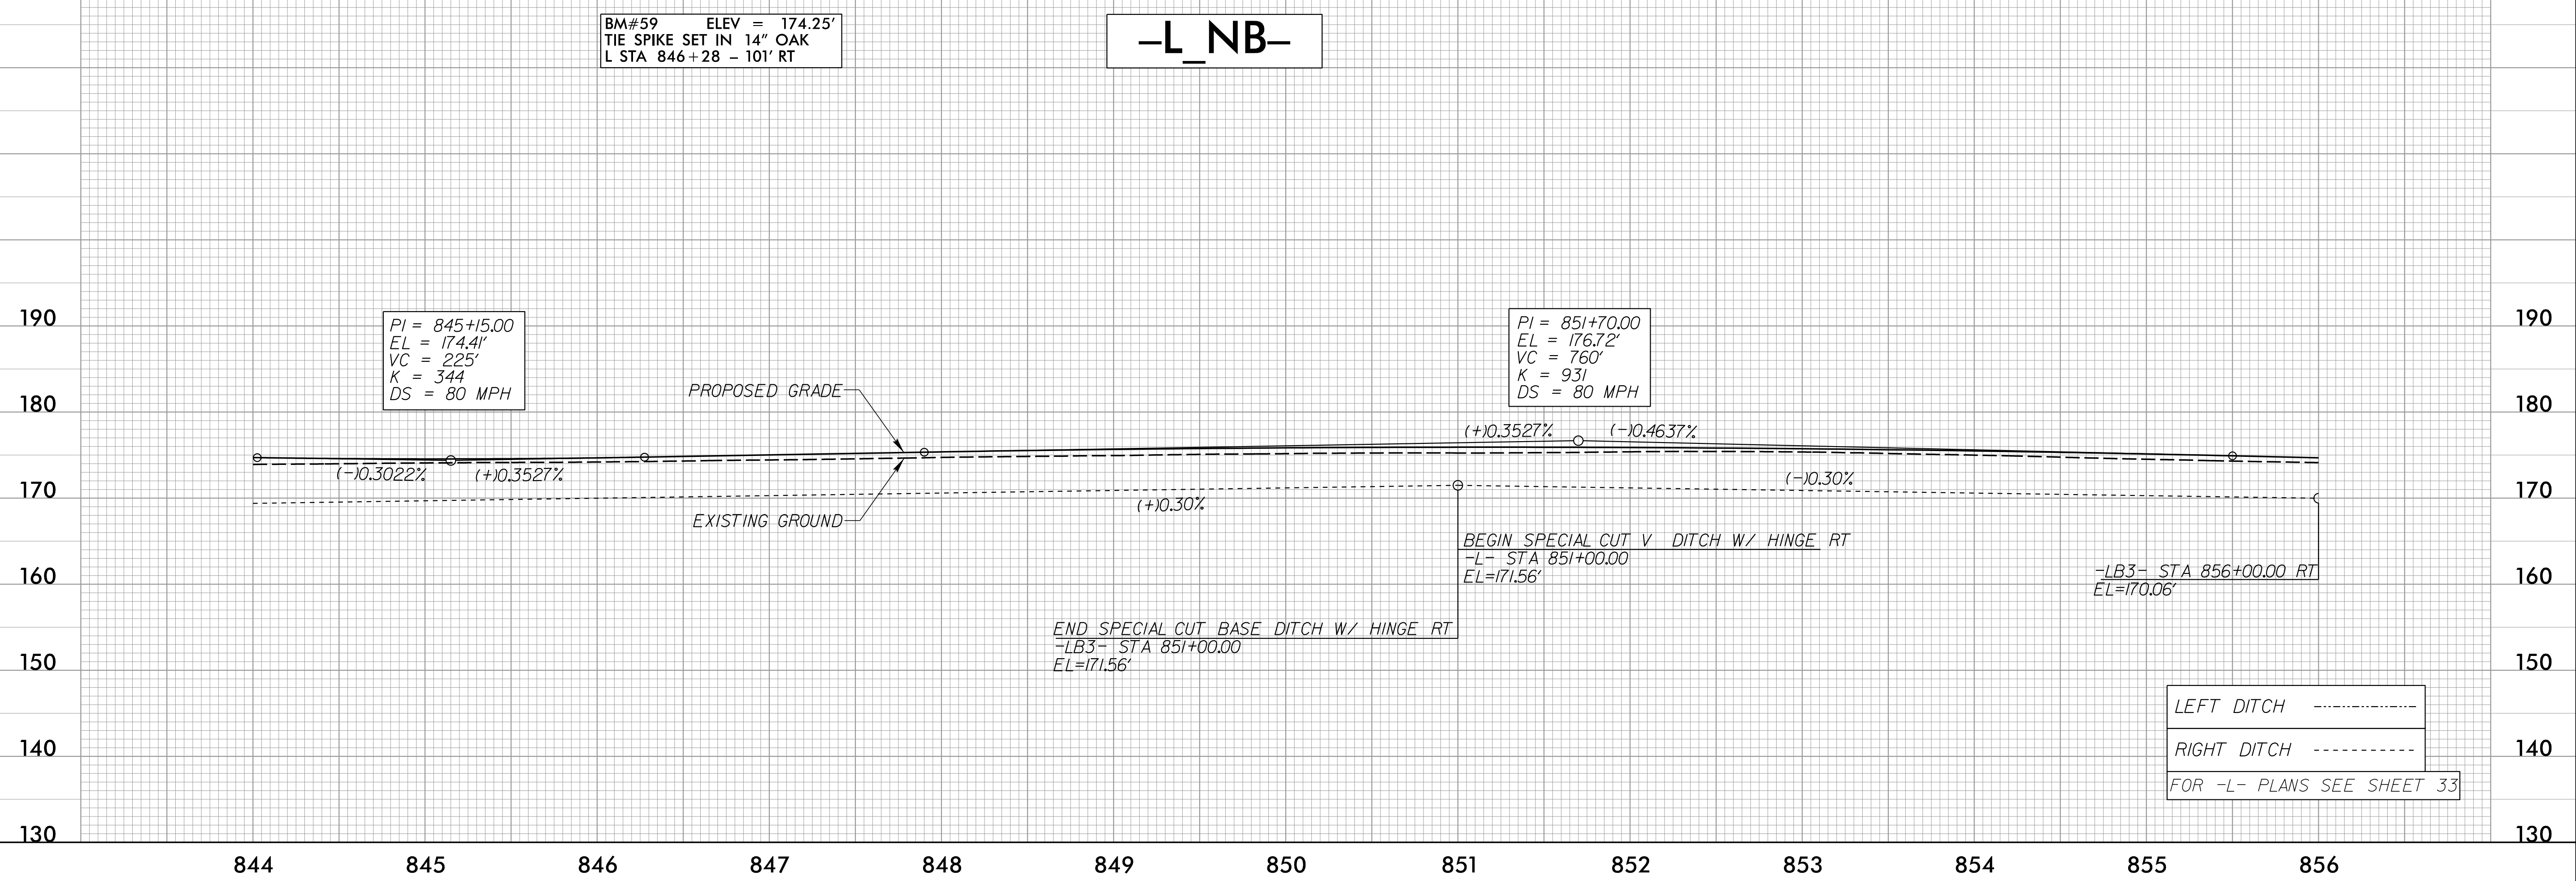 BM#59 ELEV = 174.25'
TIE SPIKE SET IN 14" OAK
L STA 846+28 – 101' RT
–L_NB–
190
190
PI = 845+15.00
EL = 174.41'
VC = 225'
K = 344
DS = 80 MPH
PI = 851+70.00
EL = 176.72'
VC = 760'
K = 931
DS = 80 MPH
PROPOSED GRADE
180
180
(+)0.3527%
(-)0.4637%
(-)0.3022%
(+)0.3527%
(-)0.30%
170
170
(+)0.30%
EXISTING GROUND
BEGIN SPECIAL CUT V DITCH W/ HINGE RT
-L- STA 851+00.00
EL=171.56'
160
160
-LB3- STA 856+00.00 RT
EL=170.06'
END SPECIAL CUT BASE DITCH W/ HINGE RT
-LB3- STA 851+00.00
EL=171.56'
150
150
LEFT DITCH
RIGHT DITCH
140
140
FOR -L- PLANS SEE SHEET 33
130
130
844 845 846 847 848 849 850 851 852 853 854 855 856